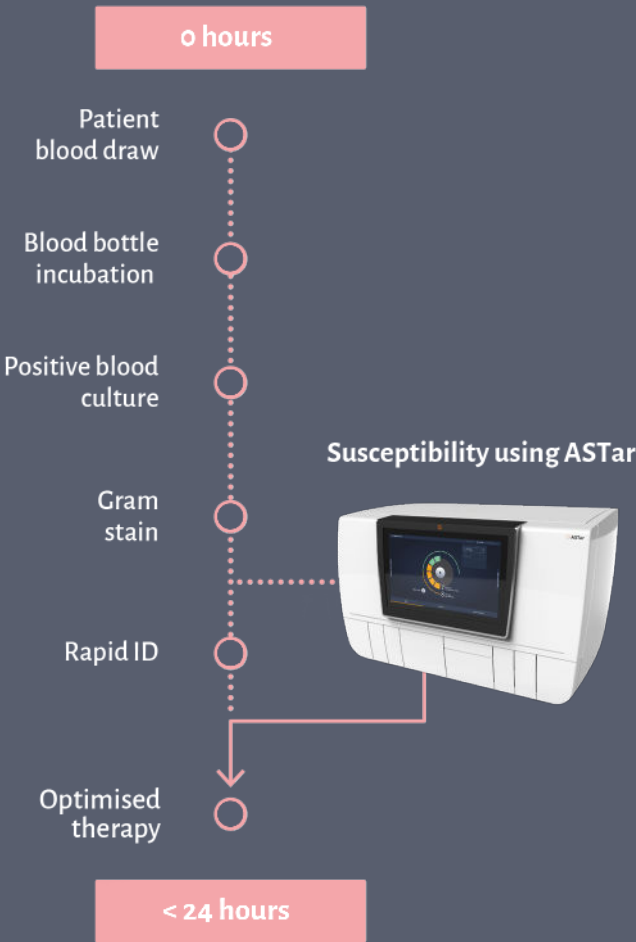 0 hours
Patient
blood draw
Blood bottle
incubation
Positive blood
culture
Susceptibility using ASTar
Gram
stain
ASTar
Rapid ID
Optimised
therapy
< 24 hours